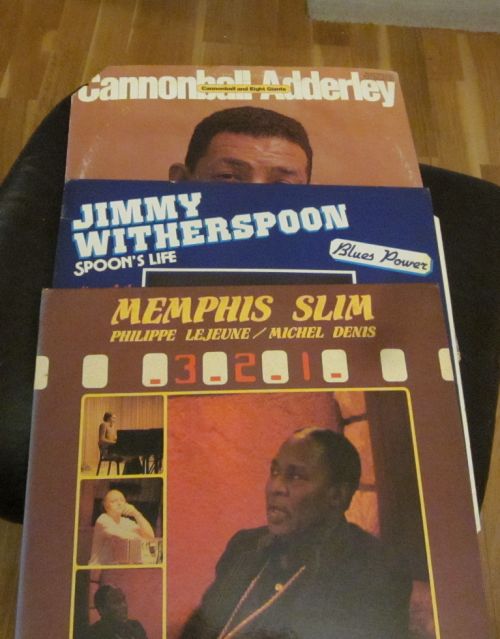 Cannonball Adderley
Cannonball and Eight Giants
JIMMY
WITHERSPOON
SPOON'S LIFE
Blues Power
MEMPHIS SLIM
PHILIPPE LEJEUNE / MICHEL DENIS
.3.2.1.